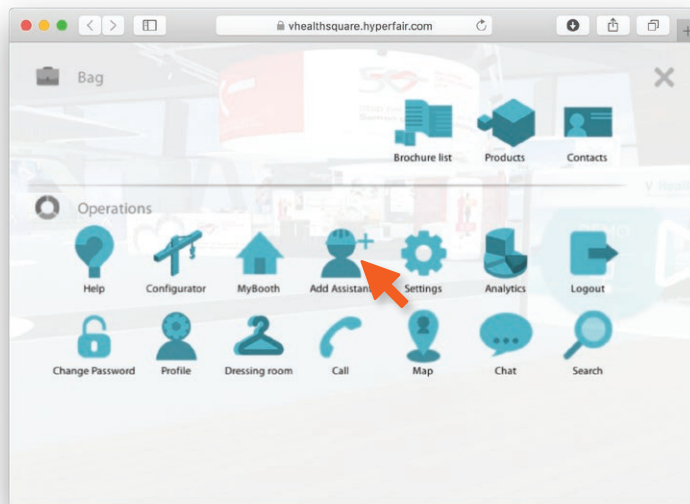 vhealthsquare.hyperfair.com
Bag
Brochure list Products Contacts
Operations
Help Configurator MyBooth Add Assistant Settings Analytics Logout
Change Password Profile Dressing room Call Map Chat Search